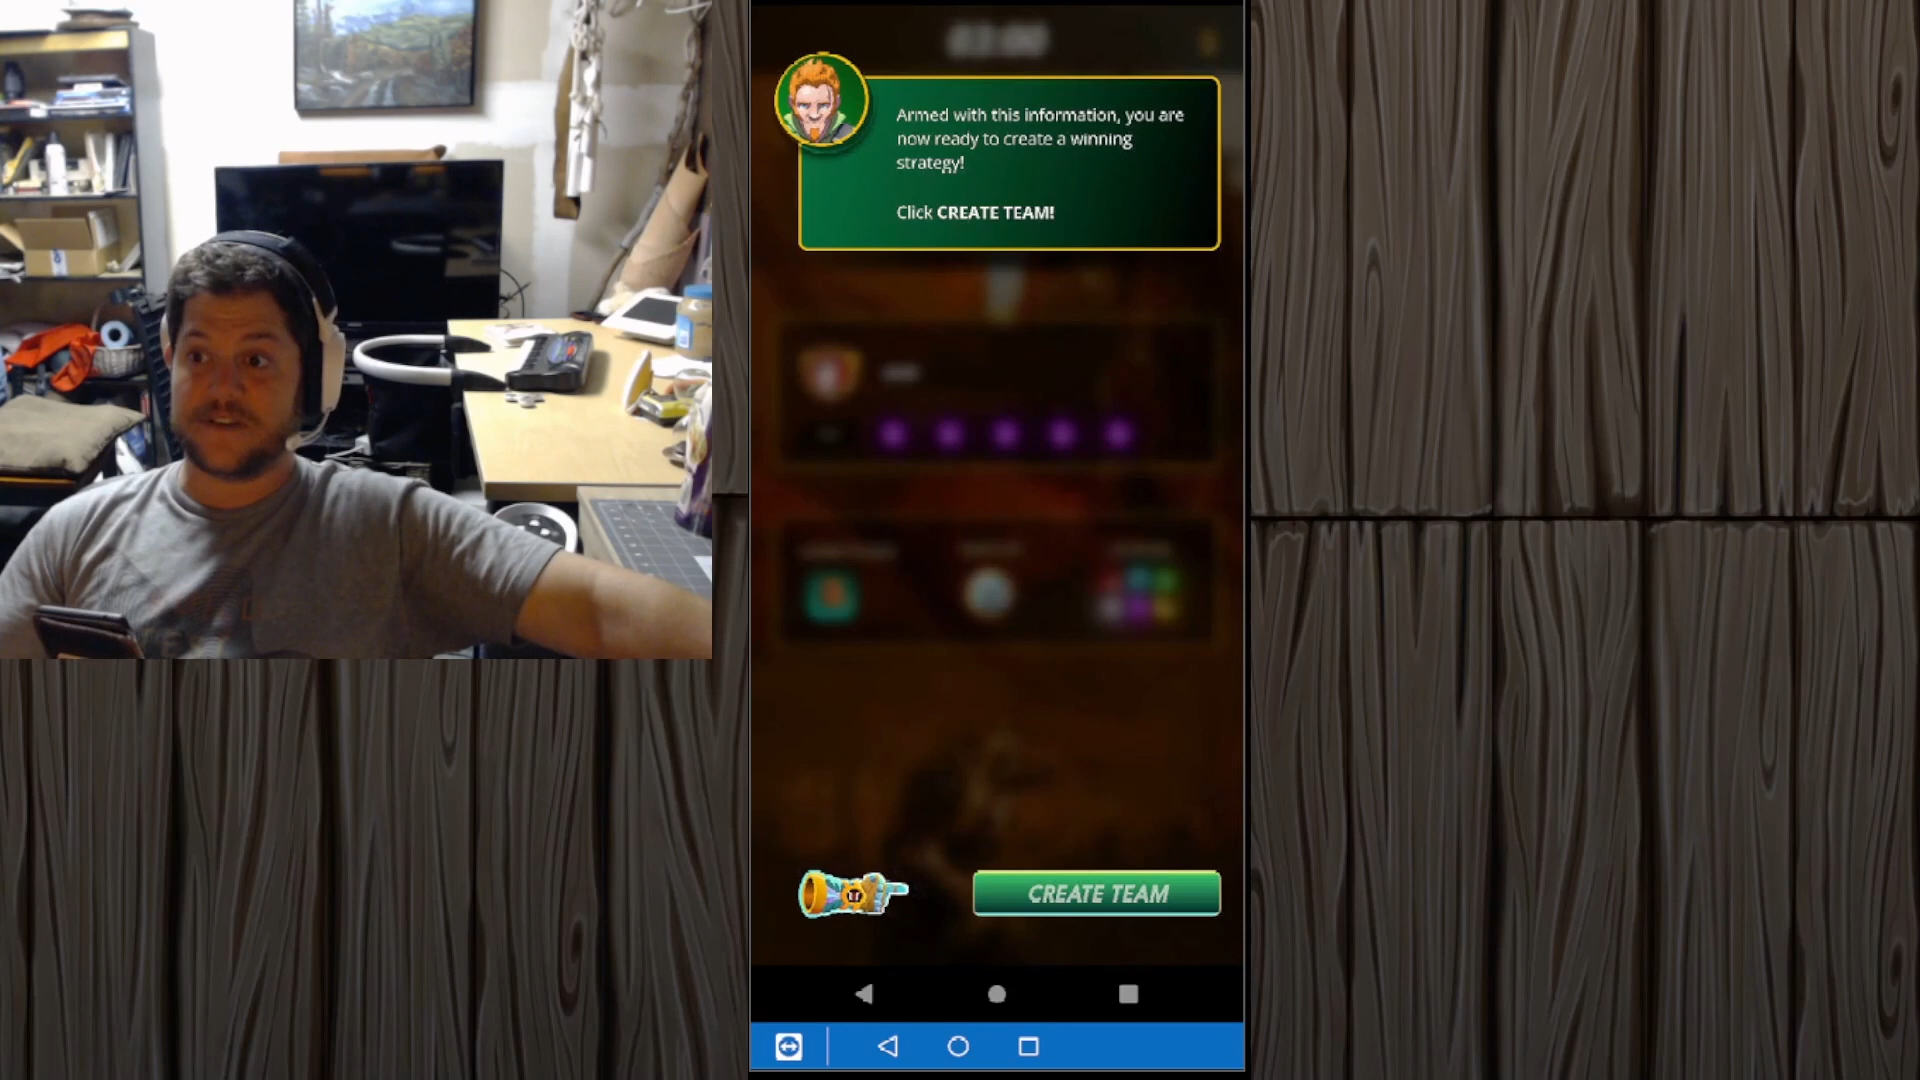 Armed with this information, you are
now ready to create a winning
strategy!
Click CREATE TEAM!
CREATE TEAM